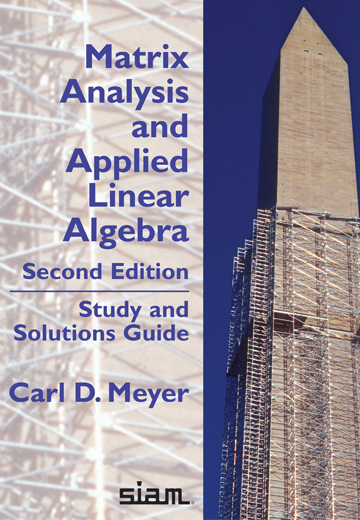 Matrix
Analysis
and
Applied
Linear
Algebra
Second Edition
Study and
Solutions Guide
Carl D. Meyer
siam